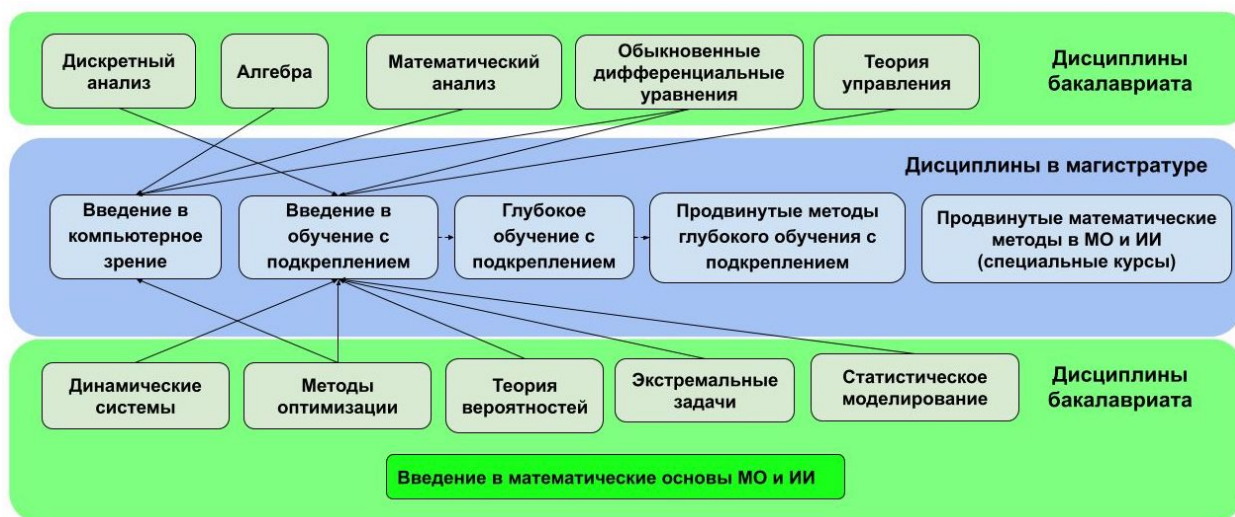 Дискретный
анализ
Алгебра
Математический
анализ
Обыкновенные
дифференциальные
уравнения
Теория
управления
Дисциплины
бакалавриата
Дисциплины в магистратуре
Введение в
компьютерное
зрение
Введение в
обучение с
подкреплением
Глубокое
обучение с
подкреплением
Продвинутые методы
глубокого обучения с
подкреплением
Продвинутые математические
методы в МО и ИИ
(специальные курсы)
Динамические
системы
Методы
оптимизации
Теория
вероятностей
Экстремальные
задачи
Статистическое
моделирование
Дисциплины
бакалавриата
Введение в математические основы МО и ИИ